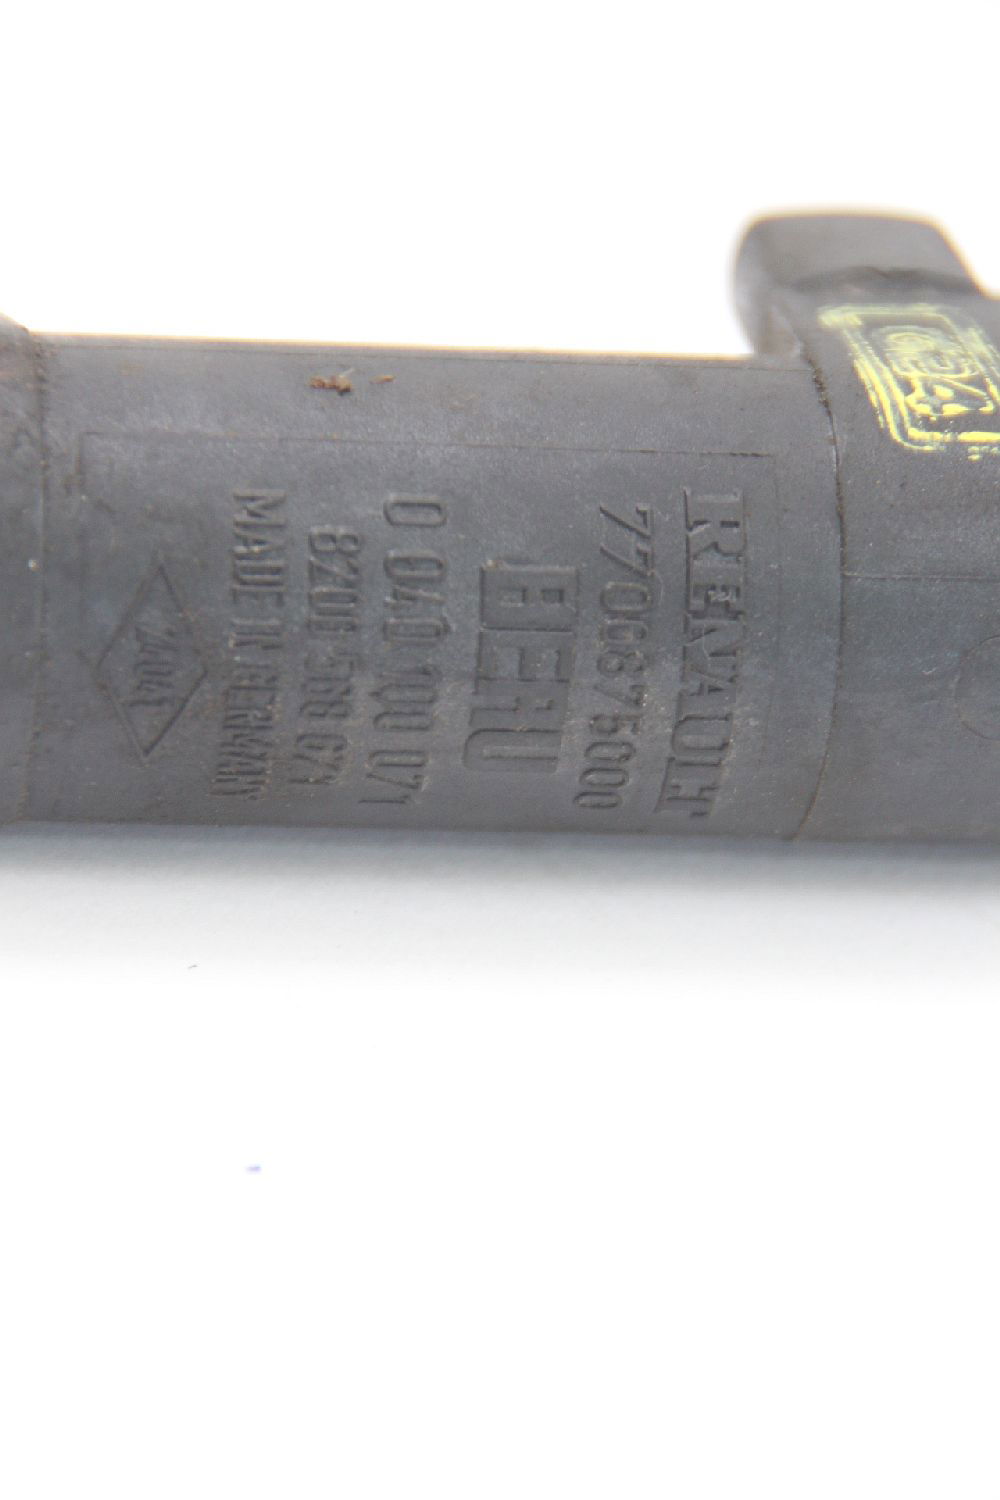 RENAULT
7700875000
BERU
0 040 100 071
8200 568 671
MADE IN GERMANY